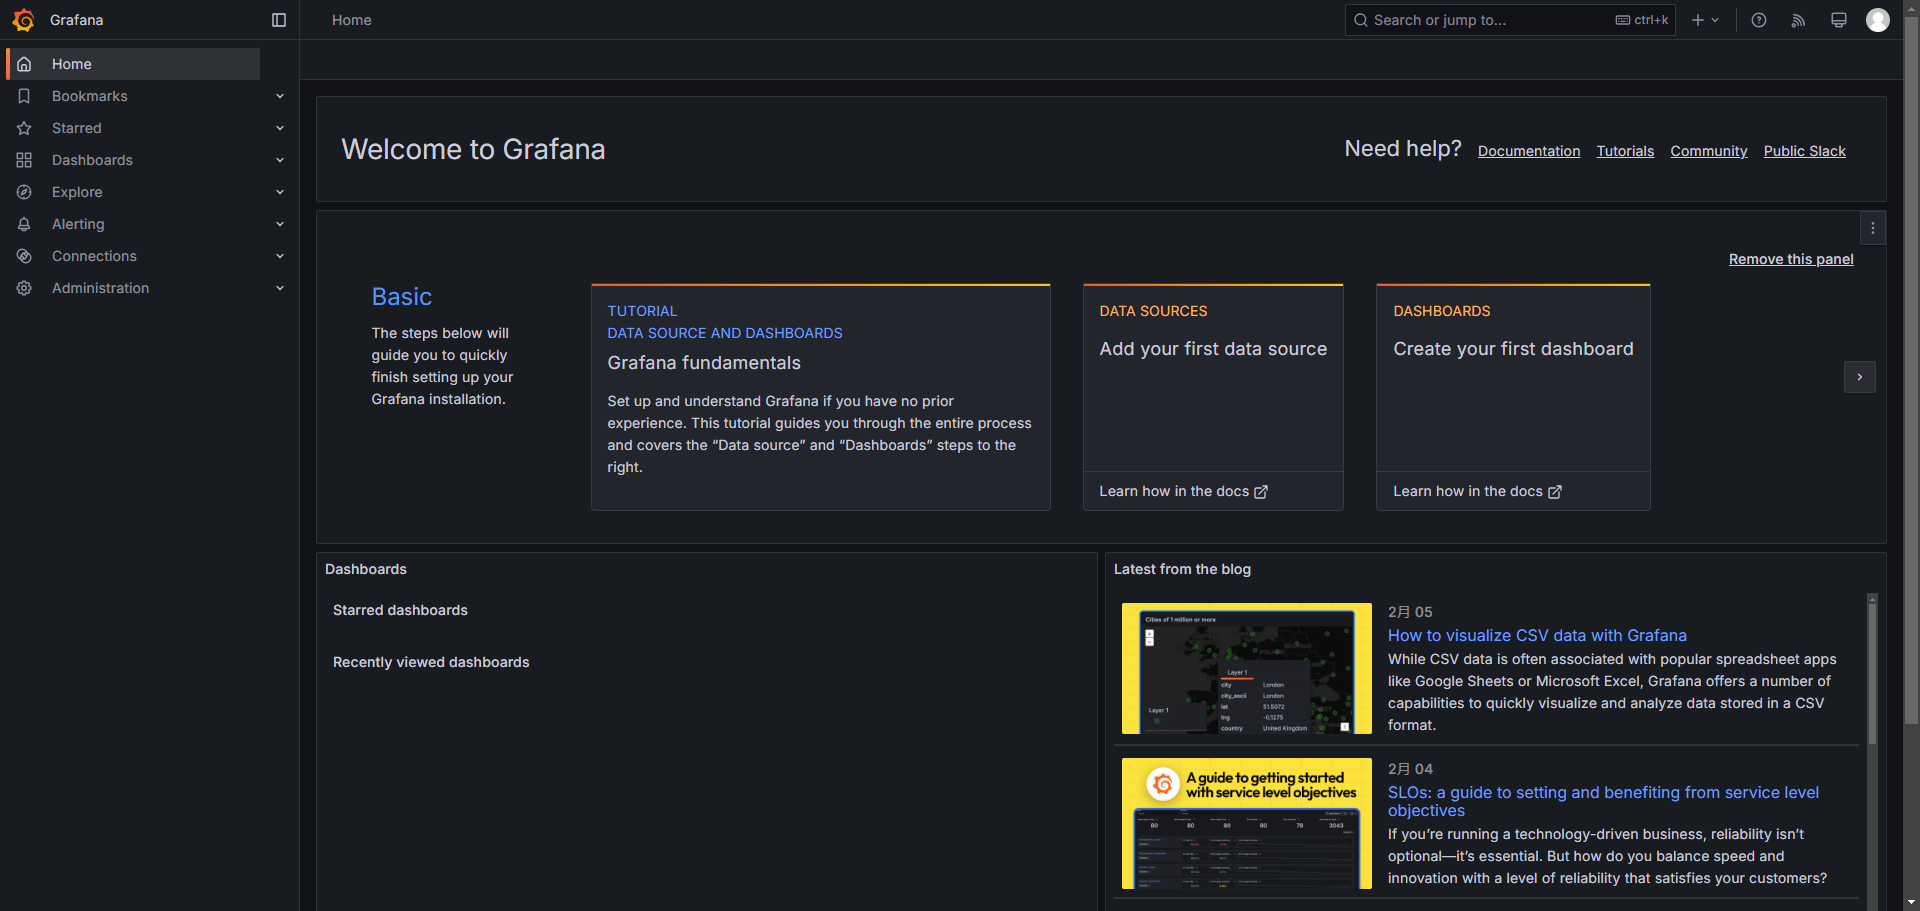 Grafana
Home
Search or jump to...
ctrl+k
Home
Bookmarks
Starred
Dashboards
Explore
Alerting
Connections
Administration
Welcome to Grafana
Need help?
Documentation
Tutorials
Community
Public Slack
Remove this panel
Basic
The steps below will
guide you to quickly
finish setting up your
Grafana installation.
TUTORIAL
DATA SOURCE AND DASHBOARDS
Grafana fundamentals
Set up and understand Grafana if you have no prior
experience. This tutorial guides you through the entire process
and covers the “Data source” and “Dashboards” steps to the
right.
DATA SOURCES
Add your first data source
Learn how in the docs
DASHBOARDS
Create your first dashboard
Learn how in the docs
Dashboards
Starred dashboards
Recently viewed dashboards
Latest from the blog
Cities of 1 million or more
Layer 1
city London
city_ascii London
lat 51.5072
lng -0.1275
country United Kingdom
Layer 1
2月 05
How to visualize CSV data with Grafana
While CSV data is often associated with popular spreadsheet apps
like Google Sheets or Microsoft Excel, Grafana offers a number of
capabilities to quickly visualize and analyze data stored in a CSV
format.
A guide to getting started
with service level objectives
80 80 80 80 78 3043
2月 04
SLOs: a guide to setting and benefiting from service level
objectives
If you’re running a technology-driven business, reliability isn’t
optional—it’s essential. But how do you balance speed and
innovation with a level of reliability that satisfies your customers?